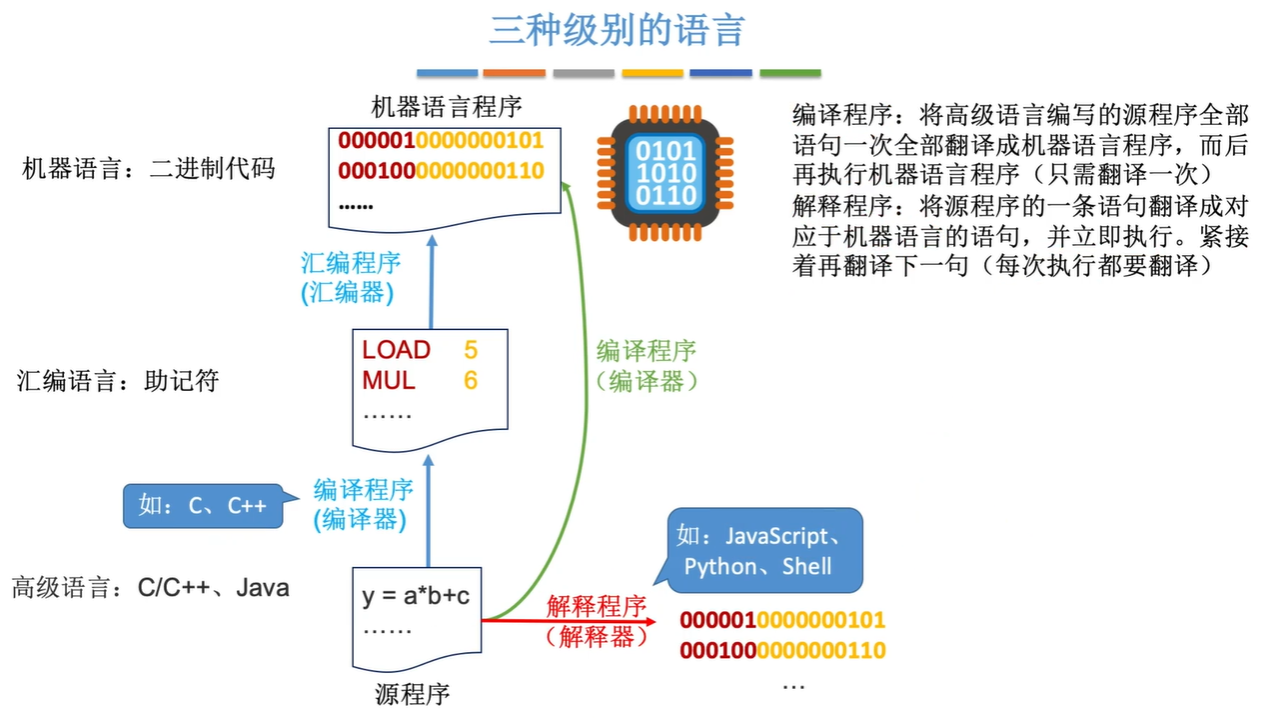 三种级别的语言
机器语言程序
0000010000000101
0001000000000110
……
机器语言：二进制代码
0101
1010
0110
编译程序：将高级语言编写的源程序全部
语句一次全部翻译成机器语言程序，而后
再执行机器语言程序（只需翻译一次）
解释程序：将源程序的一条语句翻译成对
应于机器语言的语句，并立即执行。紧接
着再翻译下一句（每次执行都要翻译）
汇编程序
(汇编器)
汇编语言：助记符
LOAD 5
MUL 6
……
编译程序
（编译器）
如：C、C++
编译程序
(编译器)
高级语言：C/C++、Java
y = a*b+c
……
源程序
解释程序
（解释器）
如：JavaScript、
Python、Shell
0000010000000101
0001000000000110
…